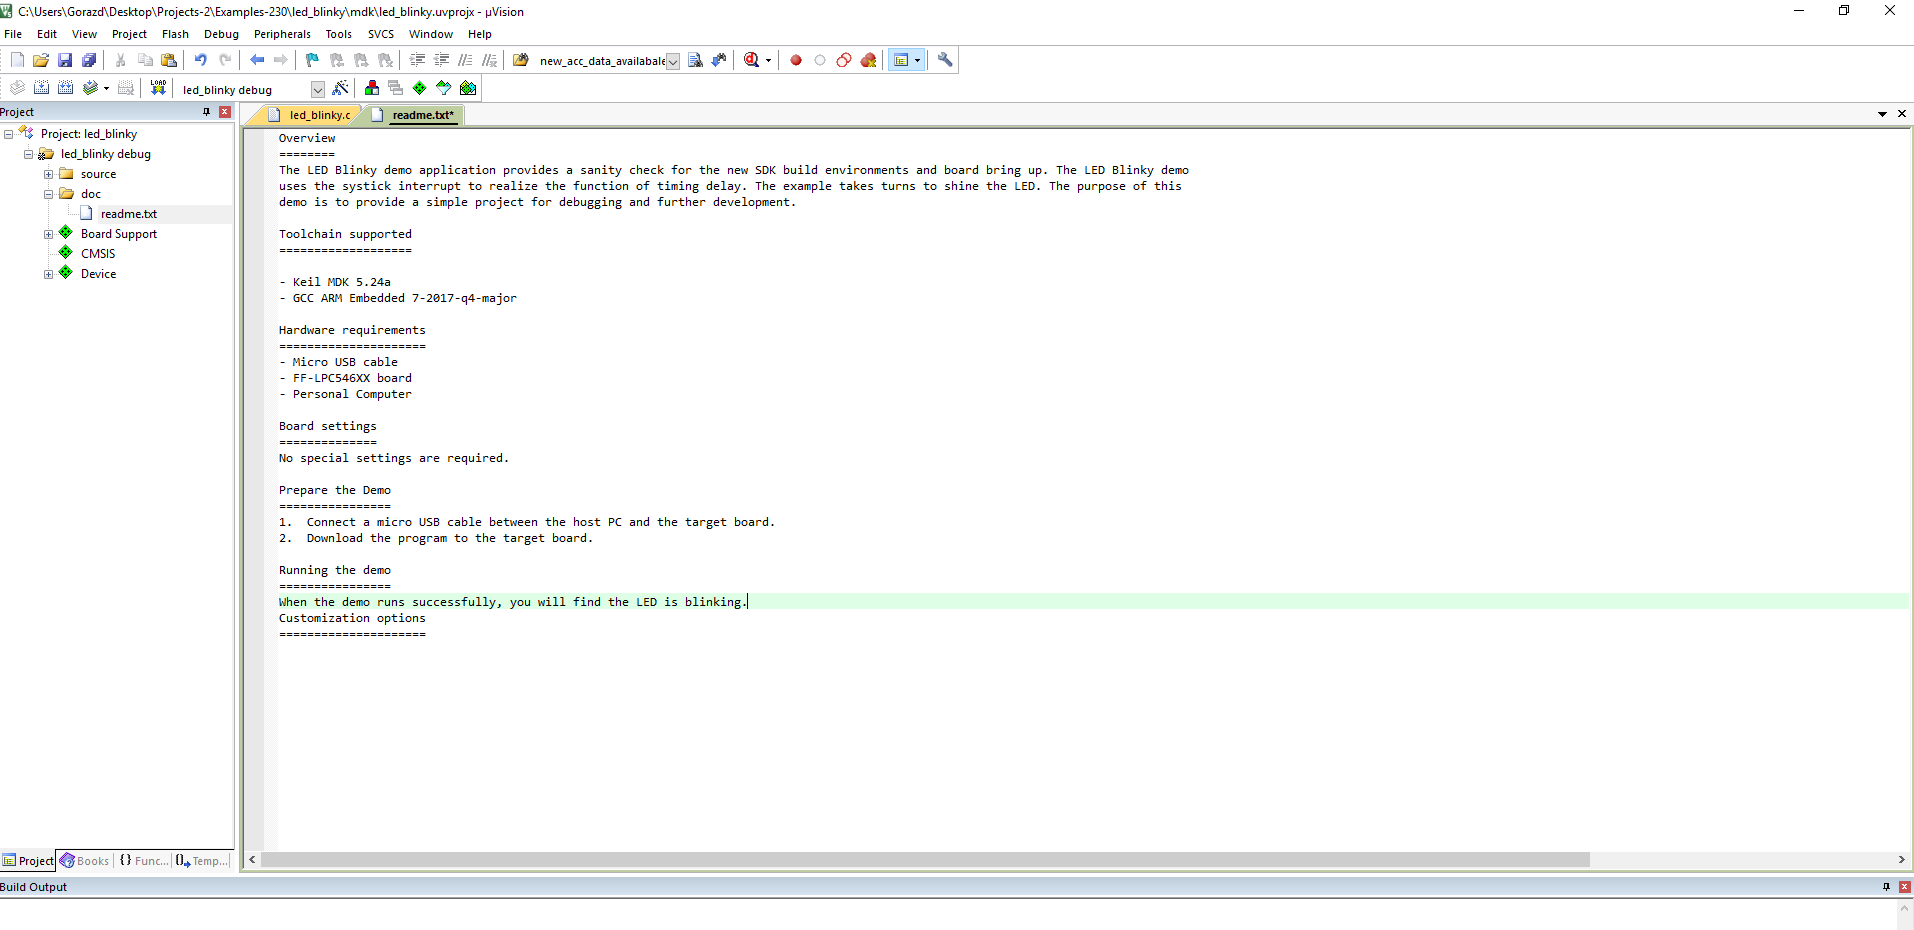 C:\Users\Gorazd\Desktop\Projects-2\Examples-230\led_blinky\mdk\led_blinky.uvprojx - µVision
File Edit View Project Flash Debug Peripherals Tools SVCS Window Help
new_acc_data_availabale
LOAD
led_blinky debug
Project
led_blinky.c
readme.txt*
Project: led_blinky
led_blinky debug
source
doc
readme.txt
Board Support
CMSIS
Device
Overview
========
The LED Blinky demo application provides a sanity check for the new SDK build environments and board bring up. The LED Blinky demo
uses the systick interrupt to realize the function of timing delay. The example takes turns to shine the LED. The purpose of this
demo is to provide a simple project for debugging and further development.
Toolchain supported
===================
- Keil MDK 5.24a
- GCC ARM Embedded 7-2017-q4-major
Hardware requirements
=====================
- Micro USB cable
- FF-LPC546XX board
- Personal Computer
Board settings
==============
No special settings are required.
Prepare the Demo
================
1.  Connect a micro USB cable between the host PC and the target board.
2.  Download the program to the target board.
Running the demo
================
When the demo runs successfully, you will find the LED is blinking.
Customization options
=====================
Project Books {} Func... Temp...
Build Output